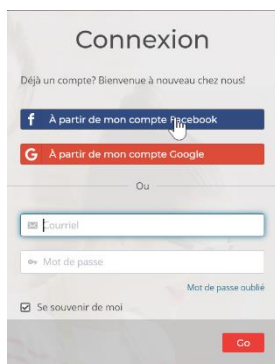 Connexion
Déjà un compte? Bienvenue à nouveau chez nous!
f À partir de mon compte Facebook
G À partir de mon compte Google
Ou
Courriel
Mot de passe
Mot de passe oublié
Se souvenir de moi
Go